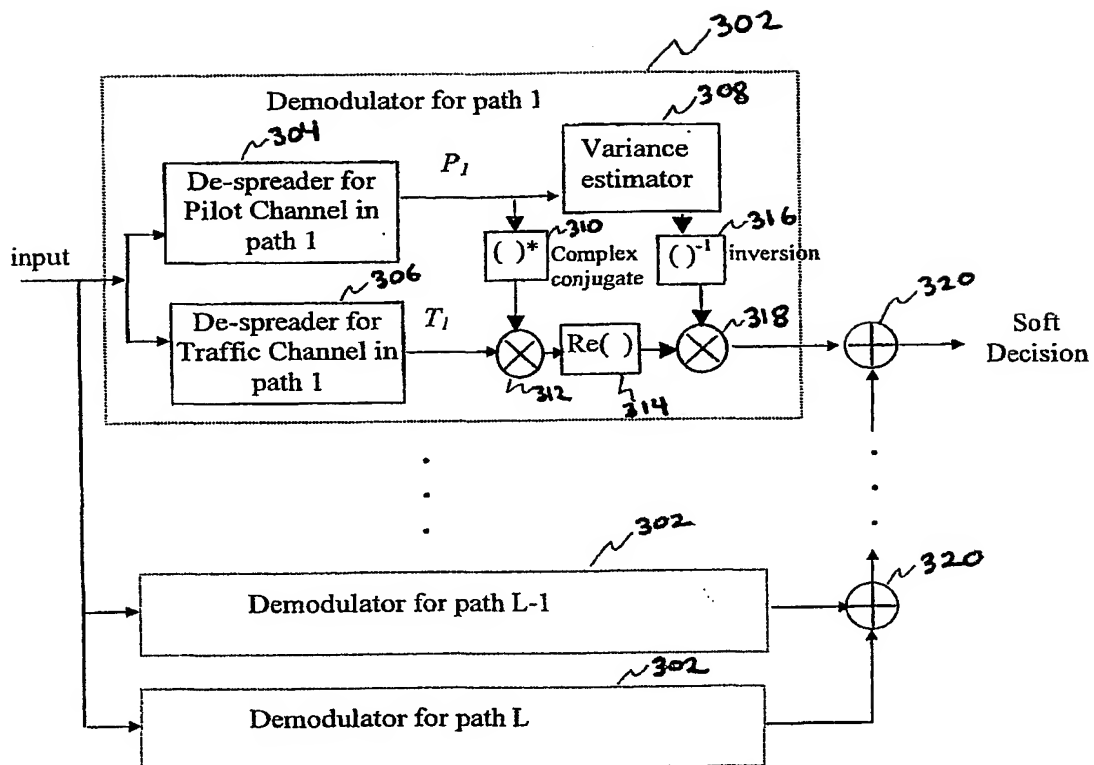 302
Demodulator for path 1
308
304
P1
Variance
estimator
De-spreader for
Pilot Channel in
path 1
310
316
( )*
Complex
conjugate
( )-1
inversion
input
306
320
T1
318
De-spreader for
Traffic Channel in
path 1
Re( )
Soft
Decision
312
314
302
320
Demodulator for path L-1
302
Demodulator for path L